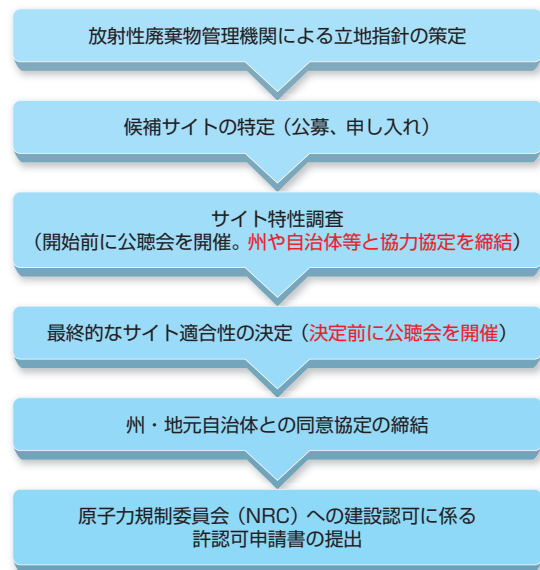 放射性廃棄物管理機関による立地指針の策定
候補サイトの特定（公募、申し入れ）
サイト特性調査
（開始前に公聴会を開催。州や自治体等と協力協定を締結）
最終的なサイト適合性の決定（決定前に公聴会を開催）
州・地元自治体との同意協定の締結
原子力規制委員会（NRC）への建設認可に係る
許認可申請書の提出